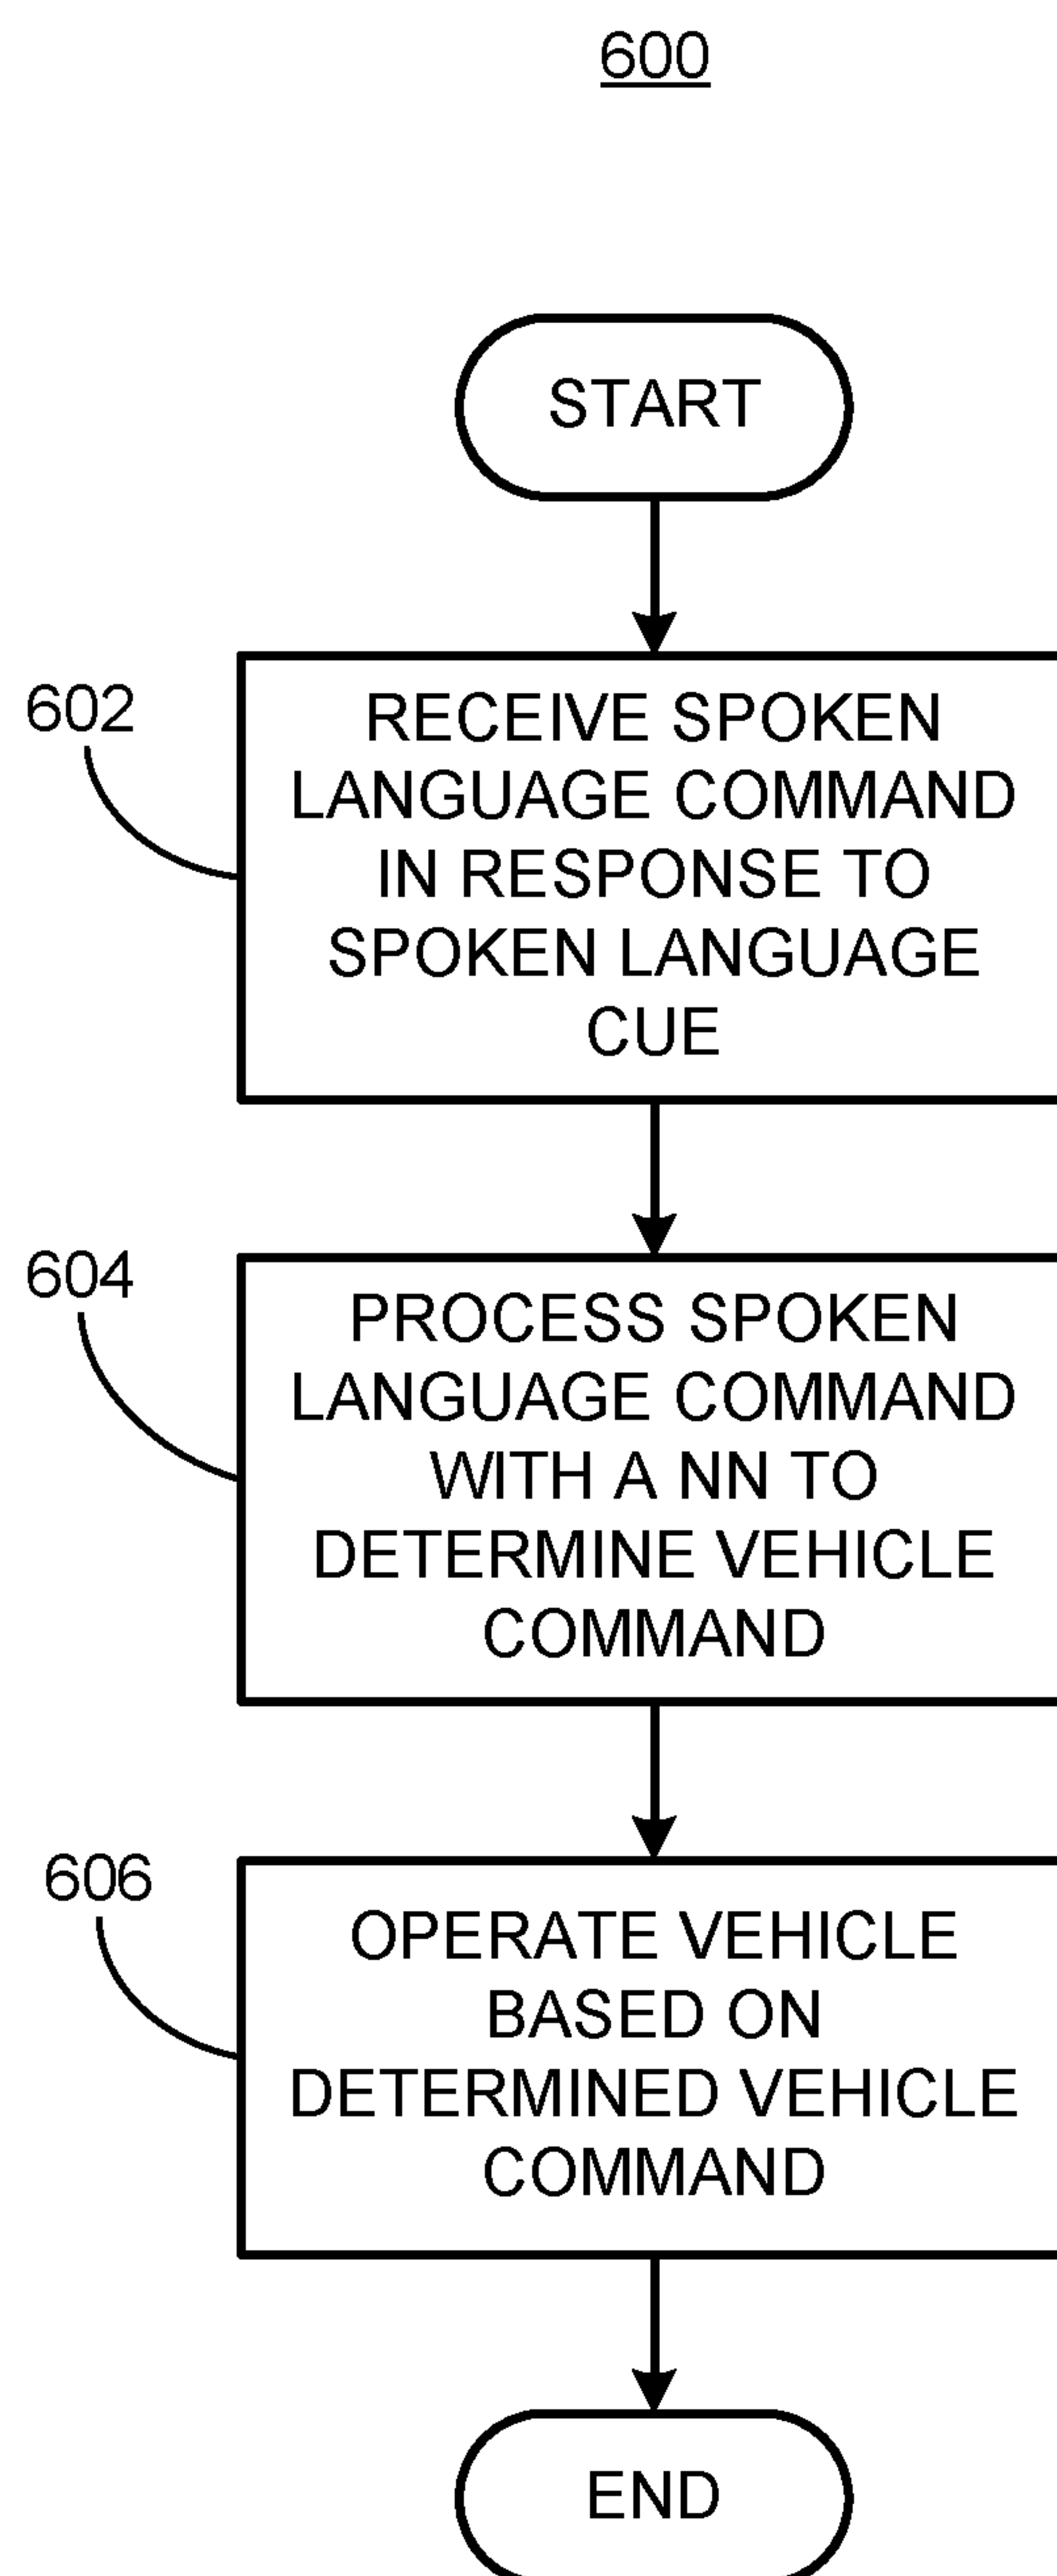 600
START
602
RECEIVE SPOKEN
LANGUAGE COMMAND
IN RESPONSE TO
SPOKEN LANGUAGE
CUE
604
PROCESS SPOKEN
LANGUAGE COMMAND
WITH A NN TO
DETERMINE VEHICLE
COMMAND
606
OPERATE VEHICLE
BASED ON
DETERMINED VEHICLE
COMMAND
END